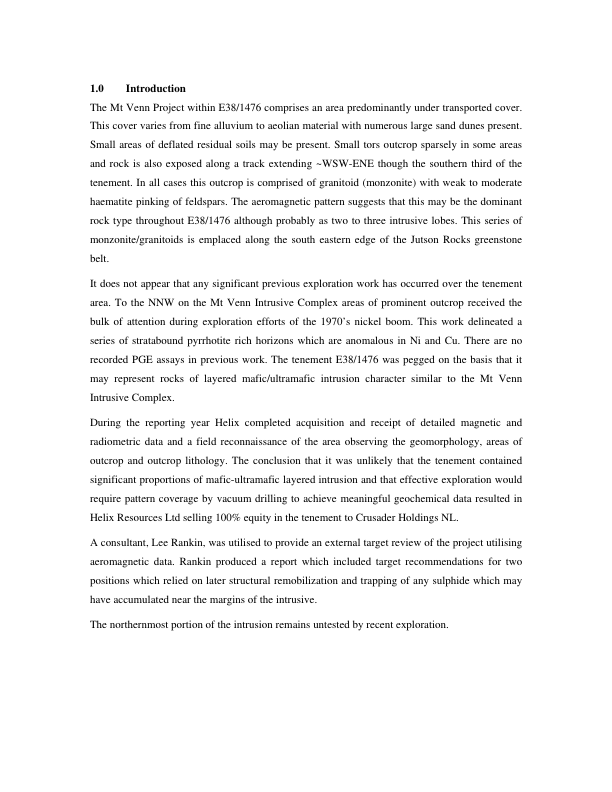 1.0 Introduction
The Mt Venn Project within E38/1476 comprises an area predominantly under transported cover.
This cover varies from fine alluvium to aeolian material with numerous large sand dunes present.
Small areas of deflated residual soils may be present. Small tors outcrop sparsely in some areas
and rock is also exposed along a track extending ~WSW-ENE though the southern third of the
tenement. In all cases this outcrop is comprised of granitoid (monzonite) with weak to moderate
haematite pinking of feldspars. The aeromagnetic pattern suggests that this may be the dominant
rock type throughout E38/1476 although probably as two to three intrusive lobes. This series of
monzonite/granitoids is emplaced along the south eastern edge of the Jutson Rocks greenstone
belt.
It does not appear that any significant previous exploration work has occurred over the tenement
area. To the NNW on the Mt Venn Intrusive Complex areas of prominent outcrop received the
bulk of attention during exploration efforts of the 1970's nickel boom. This work delineated a
series of stratabound pyrrhotite rich horizons which are anomalous in Ni and Cu. There are no
recorded PGE assays in previous work. The tenement E38/1476 was pegged on the basis that it
may represent rocks of layered mafic/ultramafic intrusion character similar to the Mt Venn
Intrusive Complex.
During the reporting year Helix completed acquisition and receipt of detailed magnetic and
radiometric data and a field reconnaissance of the area observing the geomorphology, areas of
outcrop and outcrop lithology. The conclusion that it was unlikely that the tenement contained
significant proportions of mafic-ultramafic layered intrusion and that effective exploration would
require pattern coverage by vacuum drilling to achieve meaningful geochemical data resulted in
Helix Resources Ltd selling 100% equity in the tenement to Crusader Holdings NL.
A consultant, Lee Rankin, was utilised to provide an external target review of the project utilising
aeromagnetic data. Rankin produced a report which included target recommendations for two
positions which relied on later structural remobilization and trapping of any sulphide which may
have accumulated near the margins of the intrusive.
The northernmost portion of the intrusion remains untested by recent exploration.